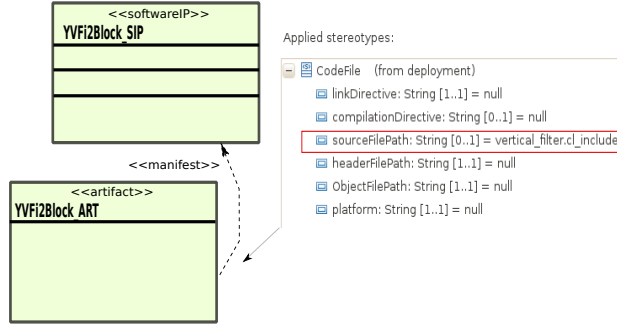 <<softwareIP>>
YVFi2Block_SIP
Applied stereotypes:
CodeFile (from deployment)
linkDirective: String [1..1] = null
compilationDirective: String [0..1] = null
sourceFilePath: String [0..1] = vertical_filter.cl_include
headerFilePath: String [1..1] = null
ObjectFilePath: String [1..1] = null
platform: String [1..1] = null
<<manifest>>
<<artifact>>
YVFi2Block_ART